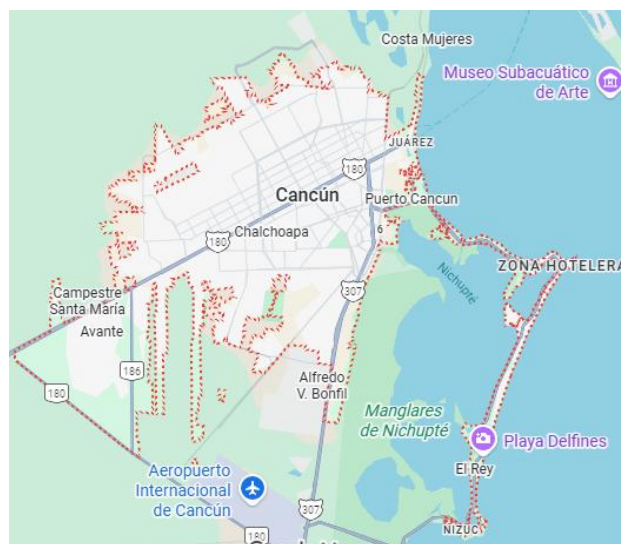 Costa Mujeres
Museo Subacuático
de Arte
JUÁREZ
180
Cancún
Puerto Cancun
Chalchoapa
6
180
Nichupté
ZONA HOTELERA
Campestre
Santa María
307
Avante
186
180
Alfredo
V. Bonfil
Manglares
de Nichupté
Playa Delfines
El Rey
Aeropuerto
Internacional
de Cancún
307
NIZUC
180